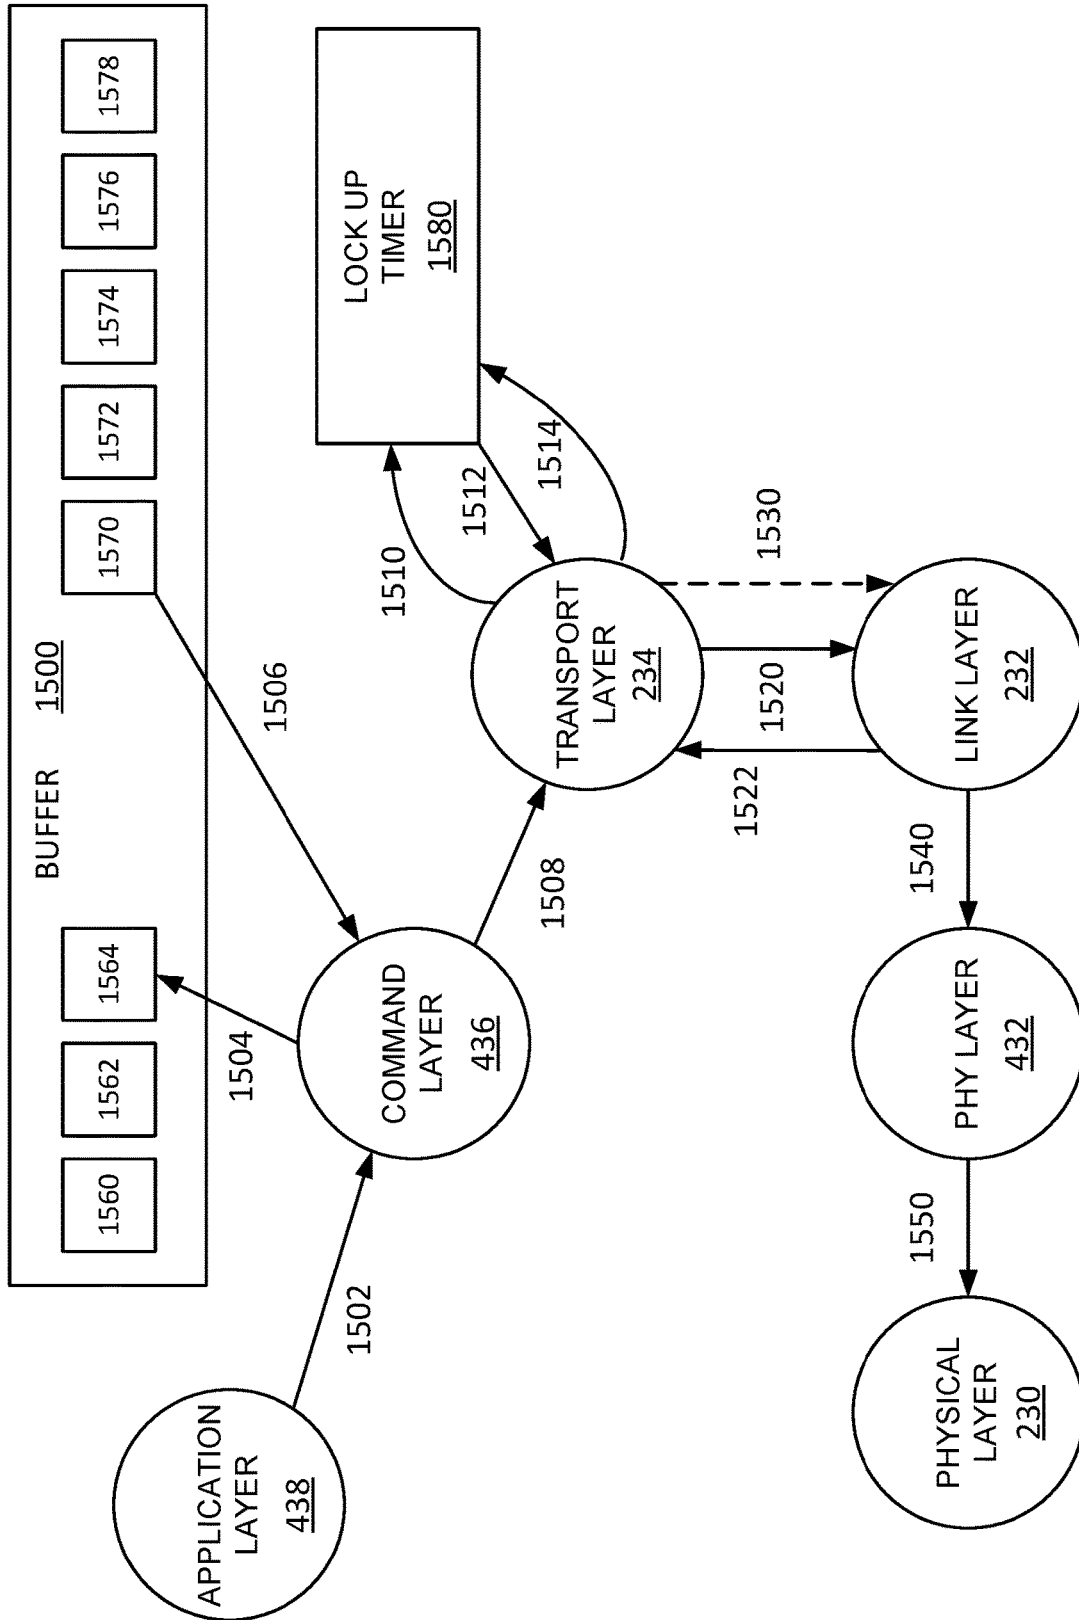 BUFFER
1500
1560
1562
1564
1570
1572
1574
1576
1578
1504
1506
LOCK UP
TIMER
1580
APPLICATION
LAYER
438
1502
COMMAND
LAYER
436
1508
1510
1512
1514
TRANSPORT
LAYER
234
1522
1520
1530
PHYSICAL
LAYER
230
1550
PHY LAYER
432
1540
LINK LAYER
232